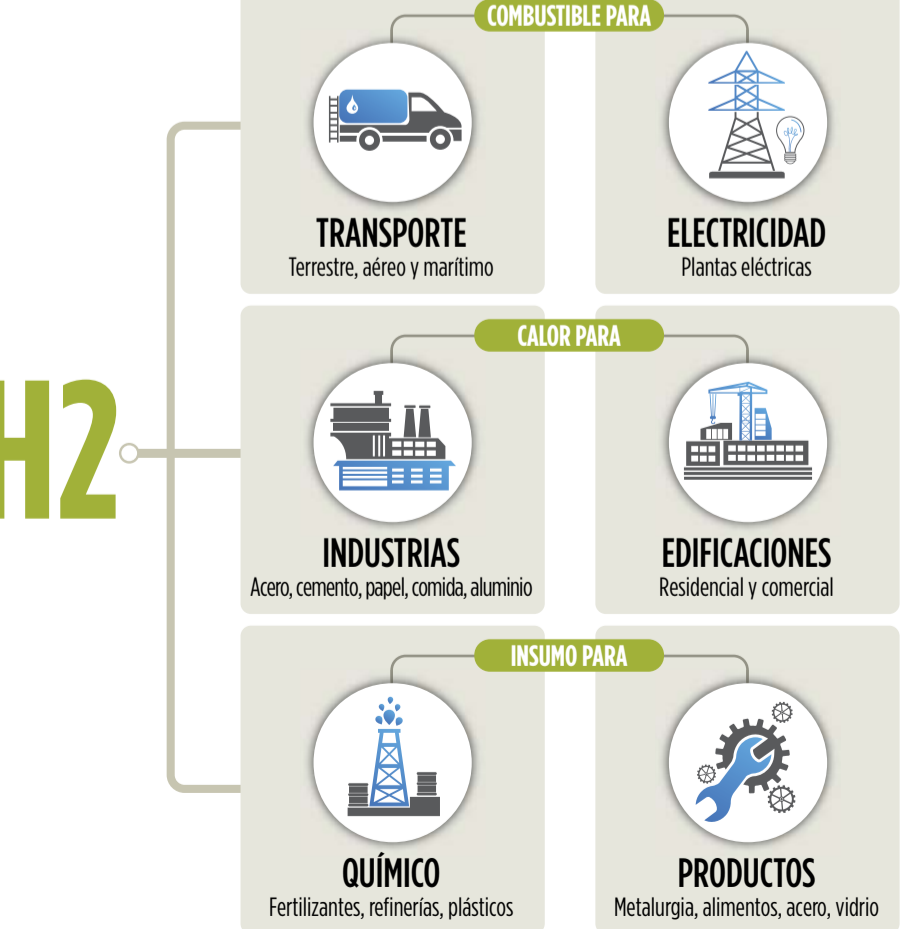 COMBUSTIBLE PARA
TRANSPORTE
Terrestre, aéreo y marítimo
ELECTRICIDAD
Plantas eléctricas
H2
CALOR PARA
INDUSTRIAS
Acero, cemento, papel, comida, aluminio
EDIFICACIONES
Residencial y comercial
INSUMO PARA
QUÍMICO
Fertilizantes, refinerías, plásticos
PRODUCTOS
Metalurgia, alimentos, acero, vidrio